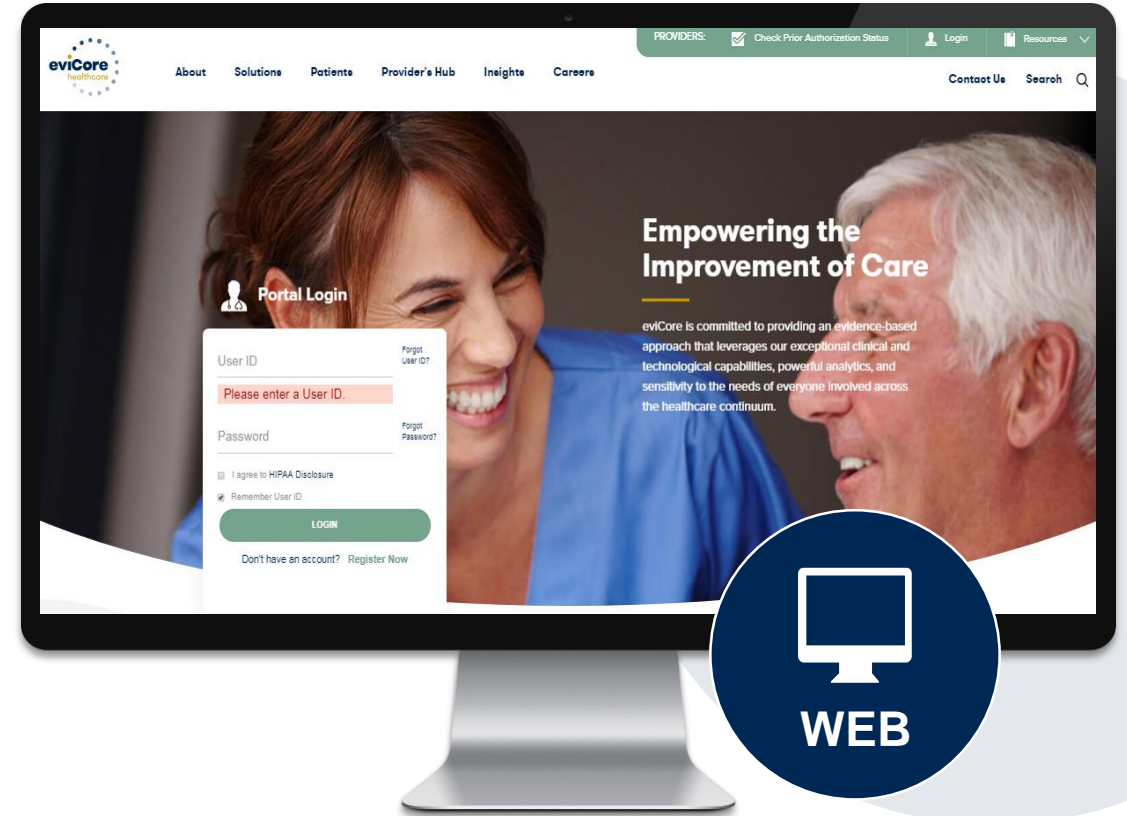 PROVIDERS: Check Prior Authorization Status Login Resources
eviCore
healthcare
About Solutions Patients Provider's Hub Insights Careers
Contact Us Search
Empowering the
Improvement of Care
eviCore is committed to providing an evidence-based
approach that leverages our exceptional clinical and
technological capabilities, powerful analytics, and
sensitivity to the needs of everyone involved across
the healthcare continuum.
Portal Login
User ID
Forgot
User ID?
Please enter a User ID.
Password
Forgot
Password?
I agree to HIPAA Disclosure
Remember User ID
LOGIN
Don't have an account? Register Now
WEB